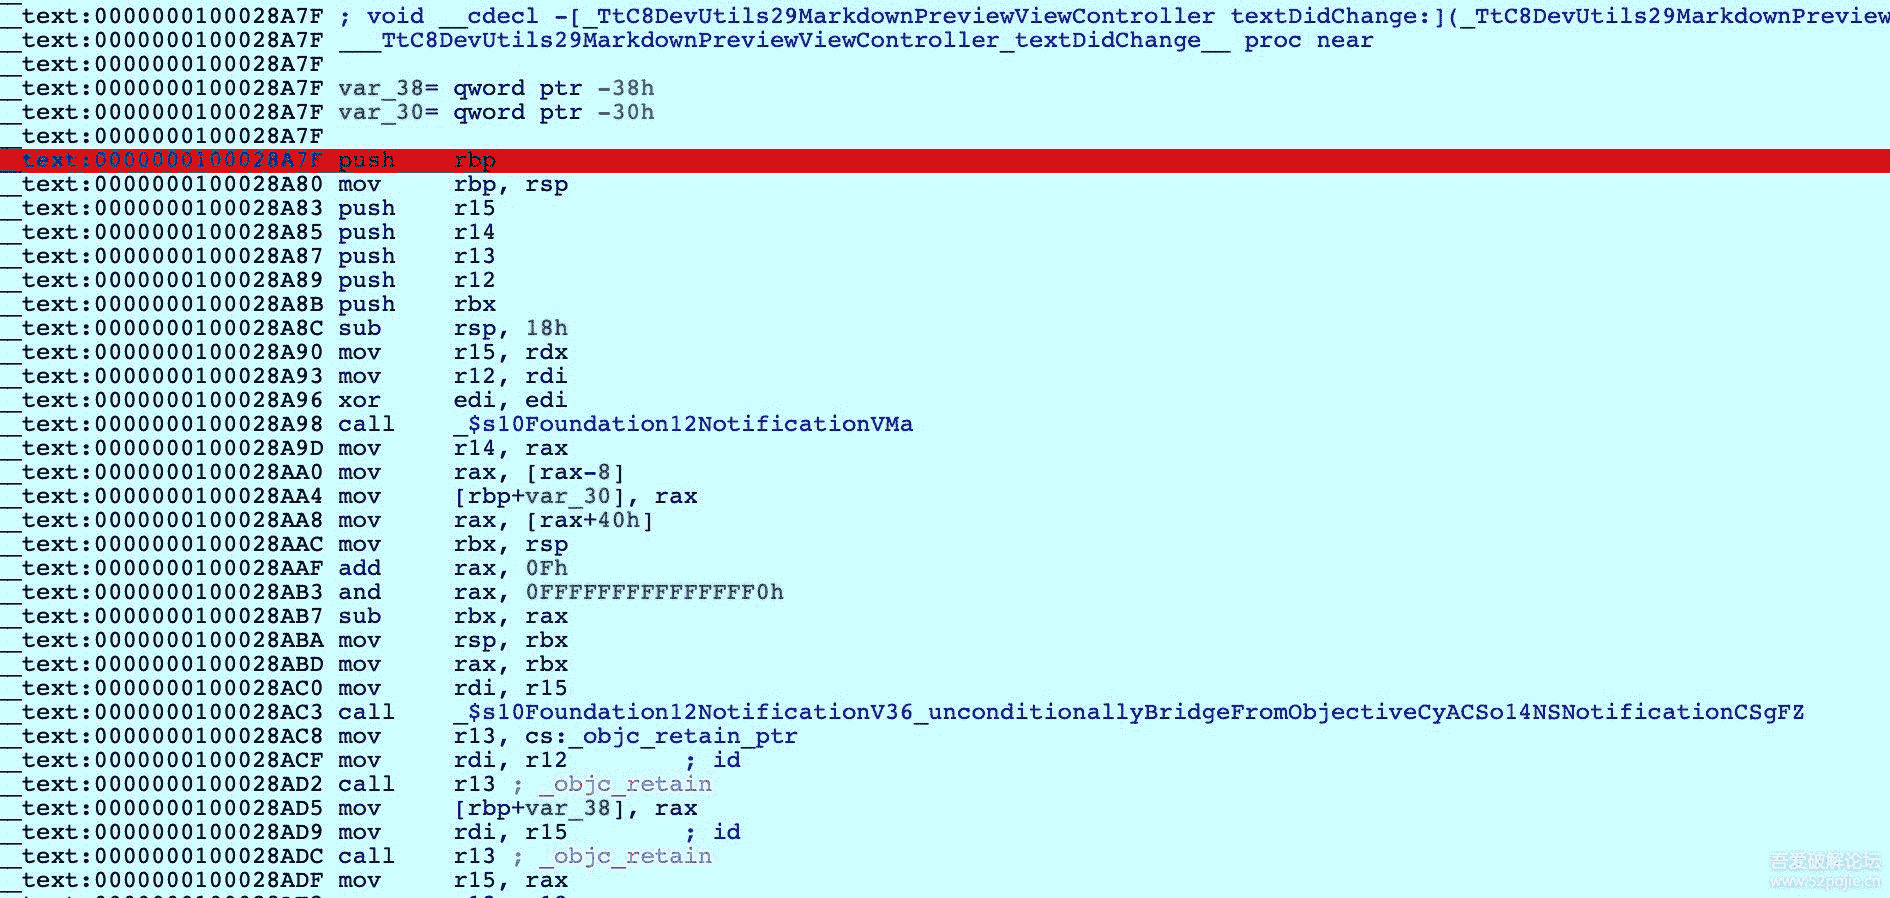 __text:0000000100028A7F ; void __cdecl -[_TtC8DevUtils29MarkdownPreviewViewController textDidChange:](_TtC8DevUtils29MarkdownPreview
__text:0000000100028A7F ___TtC8DevUtils29MarkdownPreviewViewController_textDidChange__ proc near
__text:0000000100028A7F
__text:0000000100028A7F var_38= qword ptr -38h
__text:0000000100028A7F var_30= qword ptr -30h
__text:0000000100028A7F
__text:0000000100028A7F push rbp
__text:0000000100028A80 mov rbp, rsp
__text:0000000100028A83 push r15
__text:0000000100028A85 push r14
__text:0000000100028A87 push r13
__text:0000000100028A89 push r12
__text:0000000100028A8B push rbx
__text:0000000100028A8C sub rsp, 18h
__text:0000000100028A90 mov r15, rdx
__text:0000000100028A93 mov r12, rdi
__text:0000000100028A96 xor edi, edi
__text:0000000100028A98 call _$s10Foundation12NotificationVMa
__text:0000000100028A9D mov r14, rax
__text:0000000100028AA0 mov rax, [rax-8]
__text:0000000100028AA4 mov [rbp+var_30], rax
__text:0000000100028AA8 mov rax, [rax+40h]
__text:0000000100028AAC mov rbx, rsp
__text:0000000100028AAF add rax, 0Fh
__text:0000000100028AB3 and rax, 0FFFFFFFFFFFFFFF0h
__text:0000000100028AB7 sub rbx, rax
__text:0000000100028ABA mov rsp, rbx
__text:0000000100028ABD mov rax, rbx
__text:0000000100028AC0 mov rdi, r15
__text:0000000100028AC3 call _$s10Foundation12NotificationV36_unconditionallyBridgeFromObjectiveCyACSo14NSNotificationCSgFZ
__text:0000000100028AC8 mov r13, cs:_objc_retain_ptr
__text:0000000100028ACF mov rdi, r12 ; id
__text:0000000100028AD2 call r13 ; _objc_retain
__text:0000000100028AD5 mov [rbp+var_38], rax
__text:0000000100028AD9 mov rdi, r15 ; id
__text:0000000100028ADC call r13 ; _objc_retain
__text:0000000100028ADF mov r15, rax
吾爱破解论坛
www.52pojie.cn